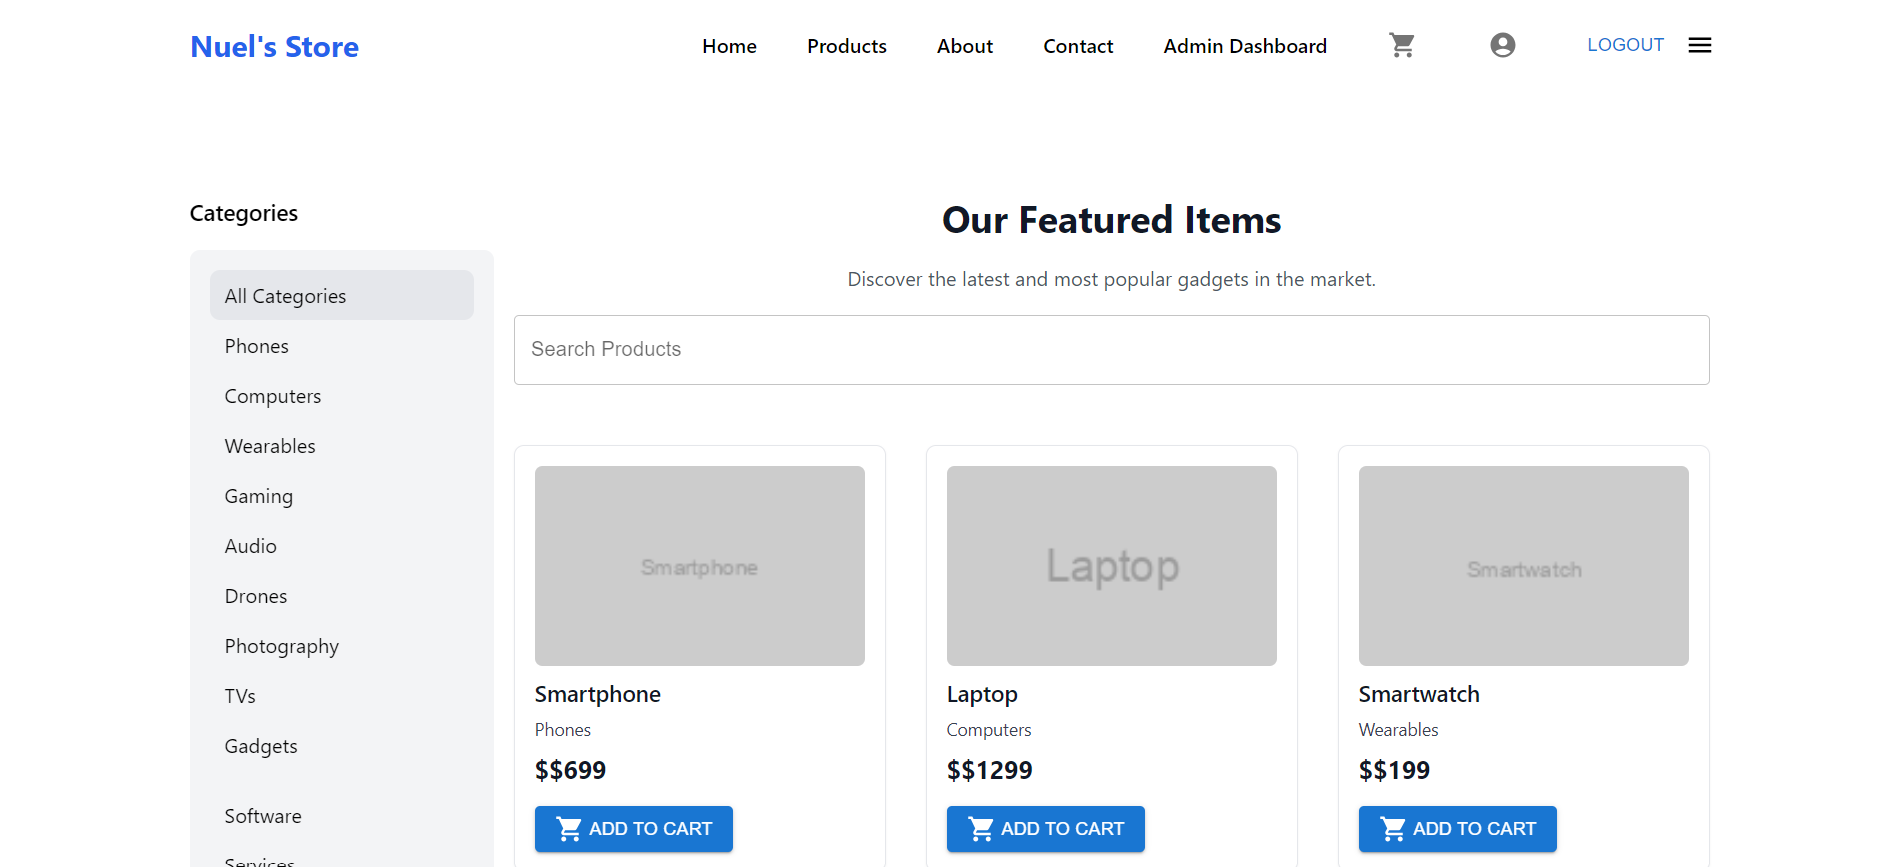 Nuel's Store
Home Products About Contact Admin Dashboard LOGOUT
Categories
All Categories
Phones
Computers
Wearables
Gaming
Audio
Drones
Photography
TVs
Gadgets
Software
Services
Our Featured Items
Discover the latest and most popular gadgets in the market.
Search Products
Smartphone
Smartphone
Phones
$$699
ADD TO CART
Laptop
Laptop
Computers
$$1299
ADD TO CART
Smartwatch
Smartwatch
Wearables
$$199
ADD TO CART